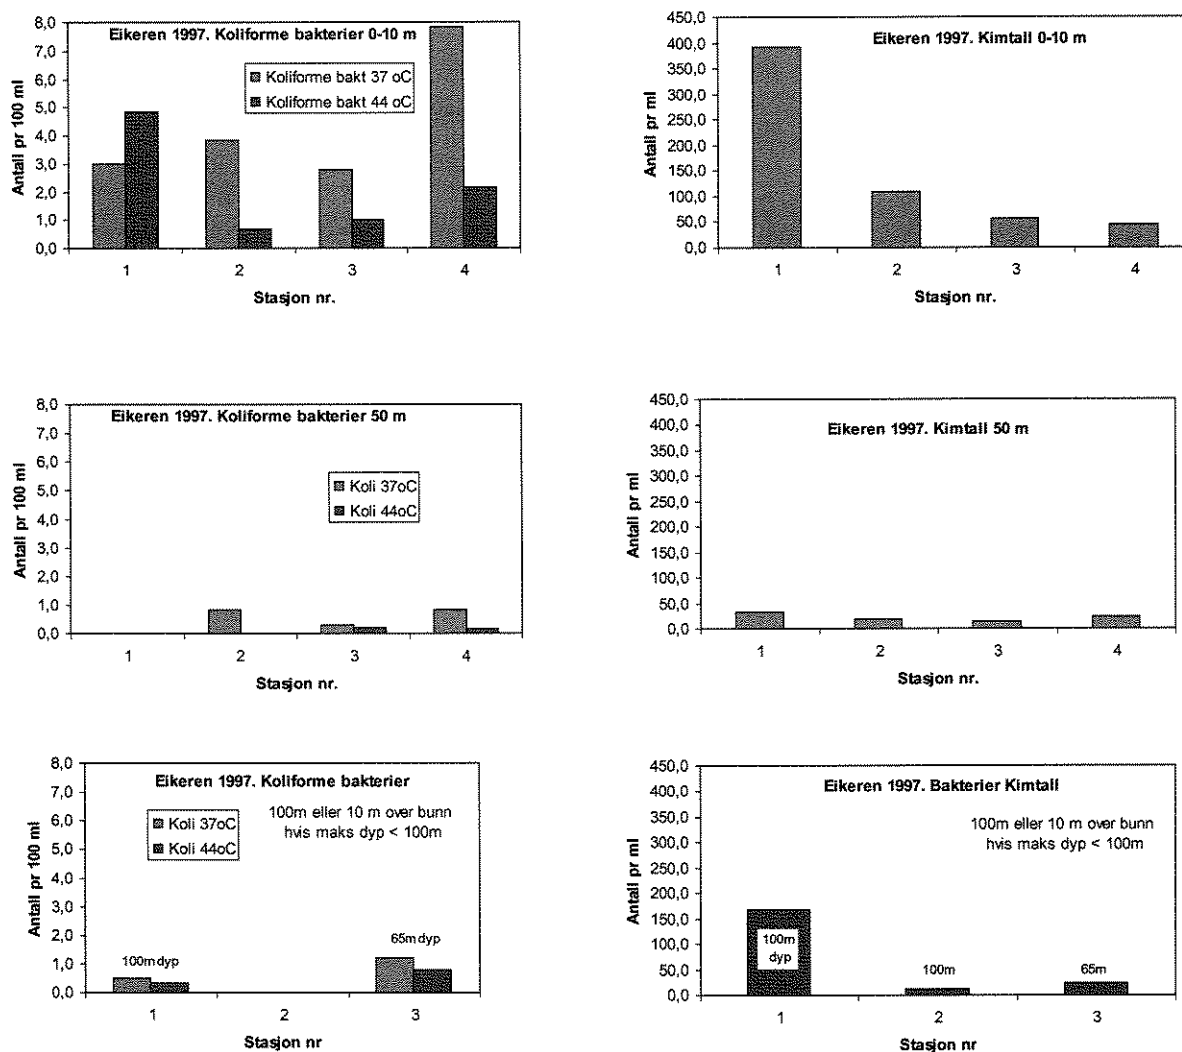 Eikeren 1997. Koliforme bakterier 0-10 m
Koliforme bakt 37 oC
Koliforme bakt 44 oC
Antall pr 100 ml
8,0
7,0
6,0
5,0
4,0
3,0
2,0
1,0
0,0
1 2 3 4
Stasjon nr.
Eikeren 1997. Kimtall 0-10 m
Antall pr ml
450,0
400,0
350,0
300,0
250,0
200,0
150,0
100,0
50,0
0,0
1 2 3 4
Stasjon nr.
Eikeren 1997. Koliforme bakterier 50 m
Koli 37oC
Koli 44oC
Antall pr 100 ml
8,0
7,0
6,0
5,0
4,0
3,0
2,0
1,0
0,0
1 2 3 4
Stasjon nr.
Eikeren 1997. Kimtall 50 m
Antall pr ml
450,0
400,0
350,0
300,0
250,0
200,0
150,0
100,0
50,0
0,0
1 2 3 4
Stasjon nr.
Eikeren 1997. Koliforme bakterier
100m eller 10 m over bunn
hvis maks dyp < 100m
Koli 37oC
Koli 44oC
Antall pr 100 ml
8,0
7,0
6,0
5,0
4,0
3,0
2,0
1,0
0,0
100m dyp
65m dyp
1 2 3
Stasjon nr
Eikeren 1997. Bakterier Kimtall
100m eller 10 m over bunn
hvis maks dyp < 100m
Antall pr ml
450,0
400,0
350,0
300,0
250,0
200,0
150,0
100,0
50,0
0,0
100m
dyp
100m
65m
1 2 3
Stasjon nr